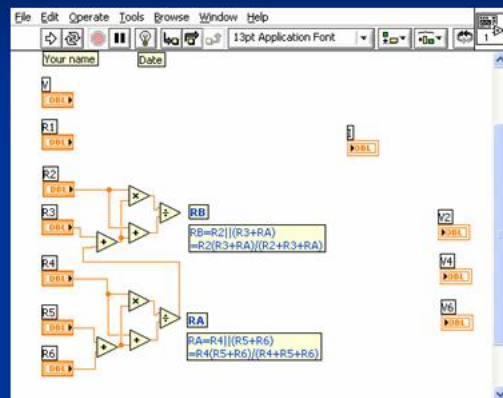 File Edit Operate Tools Browse Window Help
13pt Application Font
1
Your name Date
V
DBL
R1
DBL
I
DBL
R2
DBL
R3
DBL
RB
RB=R2||(R3+RA)
=R2(R3+RA)/(R2+R3+RA)
V2
DBL
R4
DBL
V4
DBL
R5
DBL
RA
RA=R4||(R5+R6)
=R4(R5+R6)/(R4+R5+R6)
V6
DBL
R6
DBL